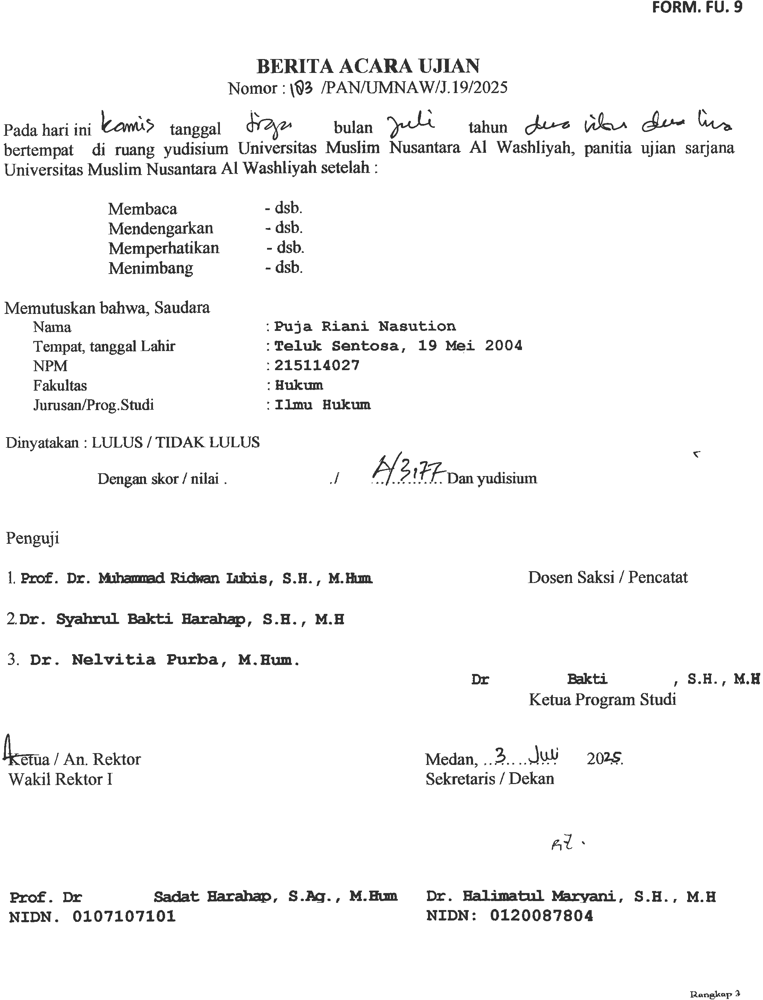 FORM. FU. 9
BERITA ACARA UJIAN
Nomor : 183 /PAN/UMNAW/J.19/2025
Pada hari ini kamis tanggal tiga bulan Juli tahun dua ribu dua lima
bertempat di ruang yudisium Universitas Muslim Nusantara Al Washliyah, panitia ujian sarjana
Universitas Muslim Nusantara Al Washliyah setelah :
Membaca - dsb.
Mendengarkan - dsb.
Memperhatikan - dsb.
Menimbang - dsb.
Memutuskan bahwa, Saudara
Nama : Puja Riani Nasution
Tempat, tanggal Lahir : Teluk Sentosa, 19 Mei 2004
NPM : 215114027
Fakultas : Hukum
Jurusan/Prog.Studi : Ilmu Hukum
Dinyatakan : LULUS / TIDAK LULUS
Dengan skor / nilai . ./ A/3,77 Dan yudisium
Penguji
1. Prof. Dr. Muhammad Ridwan Lubis, S.H., M.Hum Dosen Saksi / Pencatat
2. Dr. Syahrul Bakti Harahap, S.H., M.H
3. Dr. Nelvitia Purba, M.Hum.
Dr Bakti , S.H., M.H
Ketua Program Studi
Ketua / An. Rektor Medan, ..3....Juli 2025.
Wakil Rektor I Sekretaris / Dekan
Prof. Dr Sadat Harahap, S.Ag., M.Hum Dr. Halimatul Maryani, S.H., M.H
NIDN. 0107107101 NIDN: 0120087804
Rangkap 3